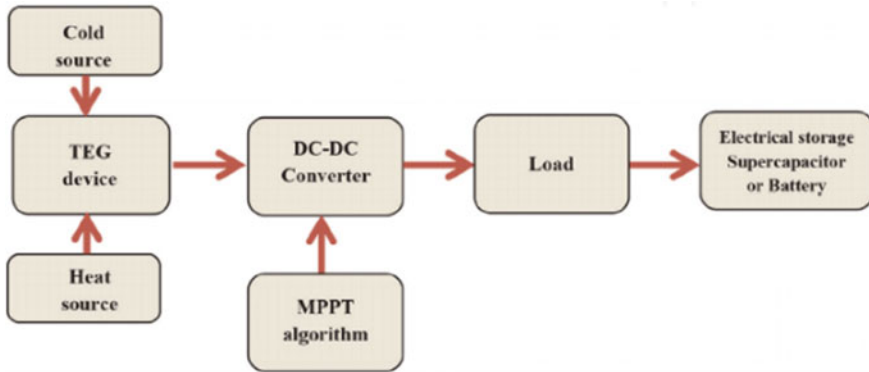 Cold
source
TEG
device
DC-DC
Converter
Load
Electrical storage
Supercapacitor
or Battery
Heat
source
MPPT
algorithm